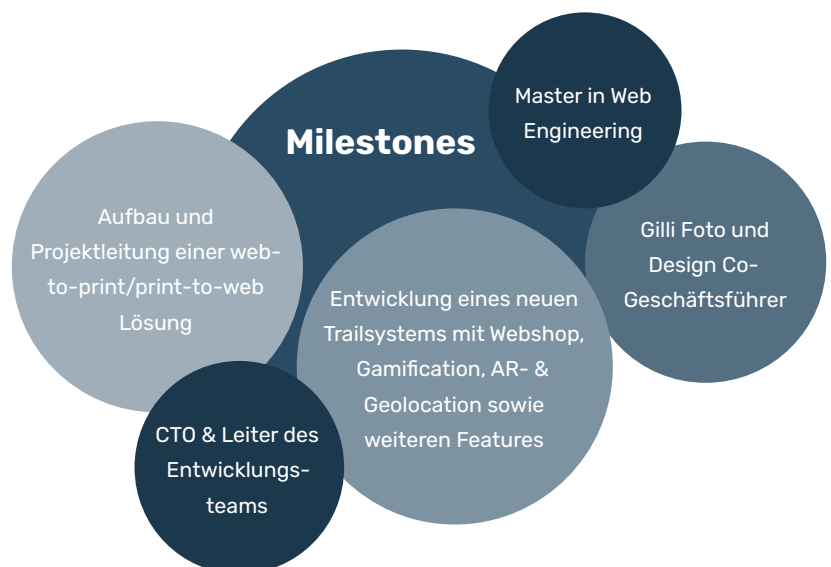 Milestones
Master in Web
Engineering
Aufbau und
Projektleitung einer web-
to-print/print-to-web
Lösung
Gilli Foto und
Design Co-
Geschäftsführer
Entwicklung eines neuen
Trailsystems mit Webshop,
Gamification, AR- &
Geolocation sowie
weiteren Features
CTO & Leiter des
Entwicklungs-
teams